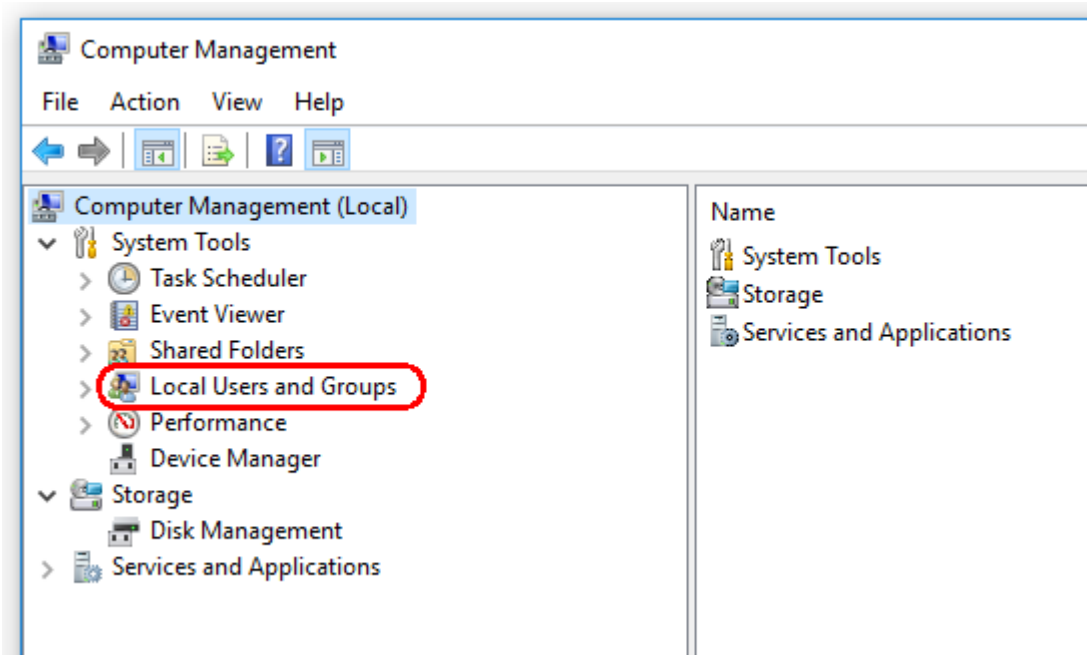 Computer Management
File Action View Help
Computer Management (Local)
System Tools
Task Scheduler
Event Viewer
Shared Folders
Local Users and Groups
Performance
Device Manager
Storage
Disk Management
Services and Applications
Name
System Tools
Storage
Services and Applications